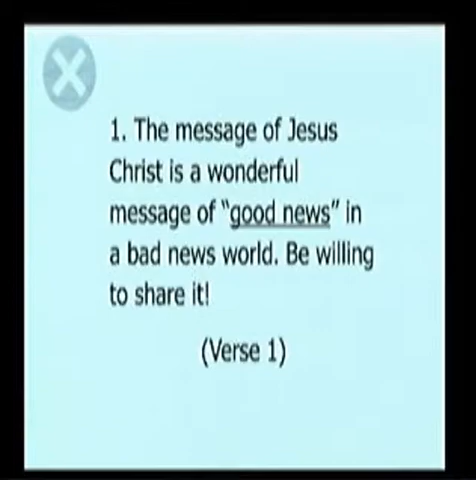 1. The message of Jesus
Christ is a wonderful
message of "good news" in
a bad news world. Be willing
to share it!
(Verse 1)